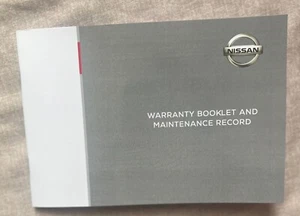 NISSAN
WARRANTY BOOKLET AND
MAINTENANCE RECORD